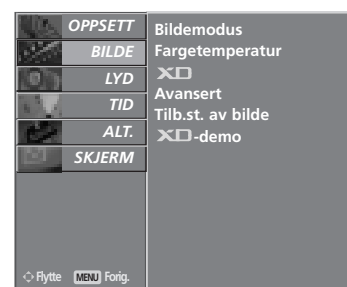 OPPSETT
BILDE
LYD
TID
ALT.
SKJERM
Bildemodus
Fargetemperatur
XD
Avansert
Tilb.st. av bilde
XD-demo
Flytte MENU Forig.